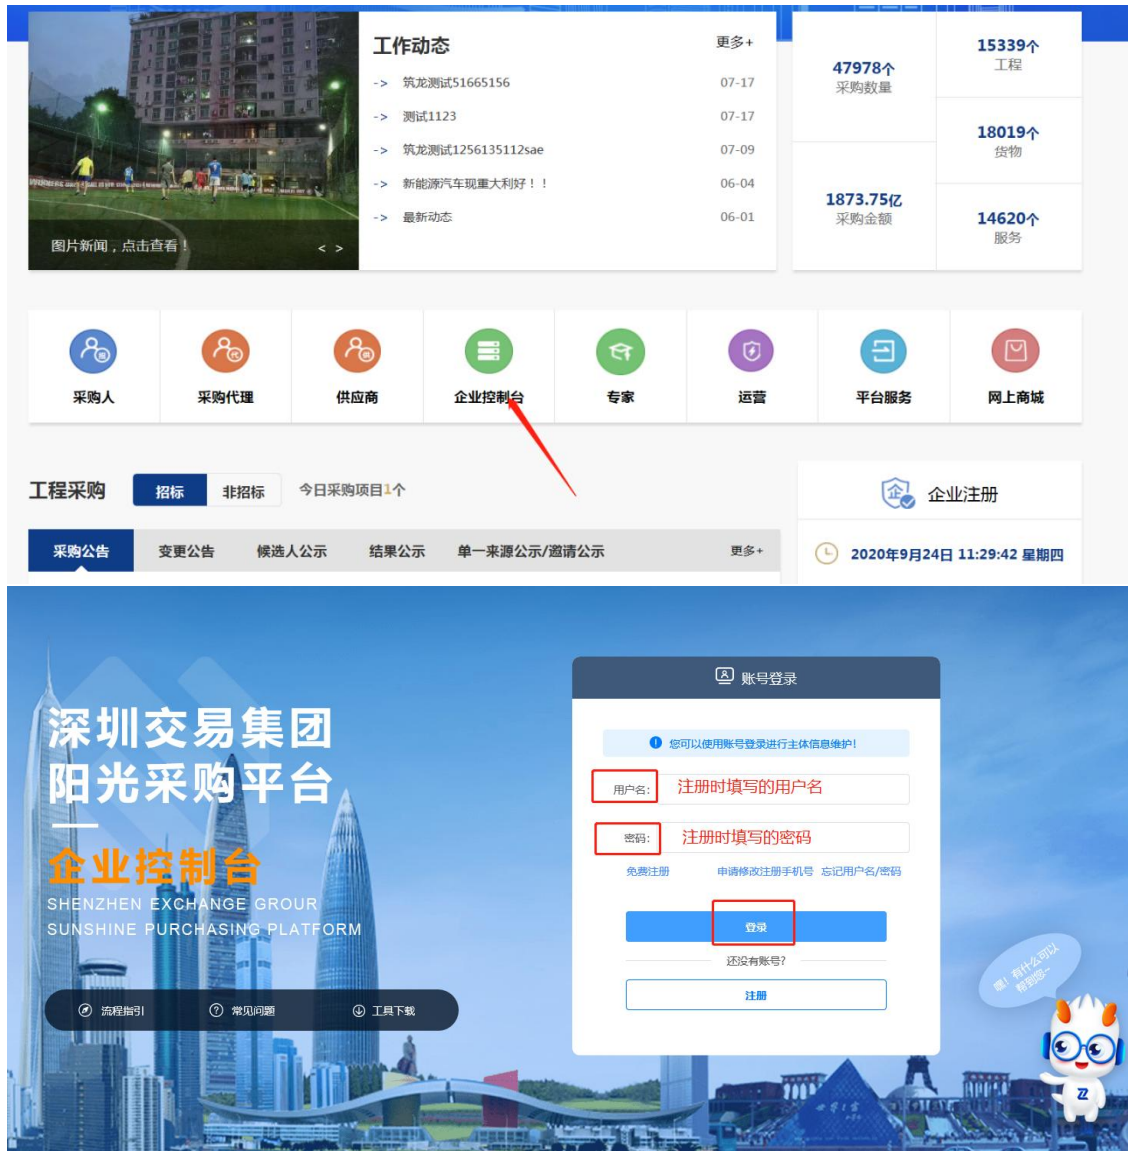 工作动态
更多+
-> 筑龙测试51665156 07-17
-> 测试1123 07-17
-> 筑龙测试1256135112sae 07-09
-> 新能源汽车现重大利好！！ 06-04
-> 最新动态 06-01
图片新闻，点击查看！ < >
47978个
采购数量
1873.75亿
采购金额
15339个
工程
18019个
货物
14620个
服务
采购人
采购代理
供应商
企业控制台
专家
运营
平台服务
网上商城
工程采购 招标 非招标 今日采购项目1个
采购公告 变更公告 候选人公示 结果公示 单一来源公示/邀请公示 更多+
企业注册
2020年9月24日 11:29:42 星期四
深圳交易集团
阳光采购平台
企业控制台
SHENZHEN EXCHANGE GROUR
SUNSHINE PURCHASING PLATFORM
流程指引 常见问题 工具下载
账号登录
您可以使用账号登录进行主体信息维护!
用户名: 注册时填写的用户名
密码: 注册时填写的密码
免费注册 申请修改注册手机号 忘记用户名/密码
登录
还没有账号?
注册
嘿！有什么可以
帮到您~
世界之窗